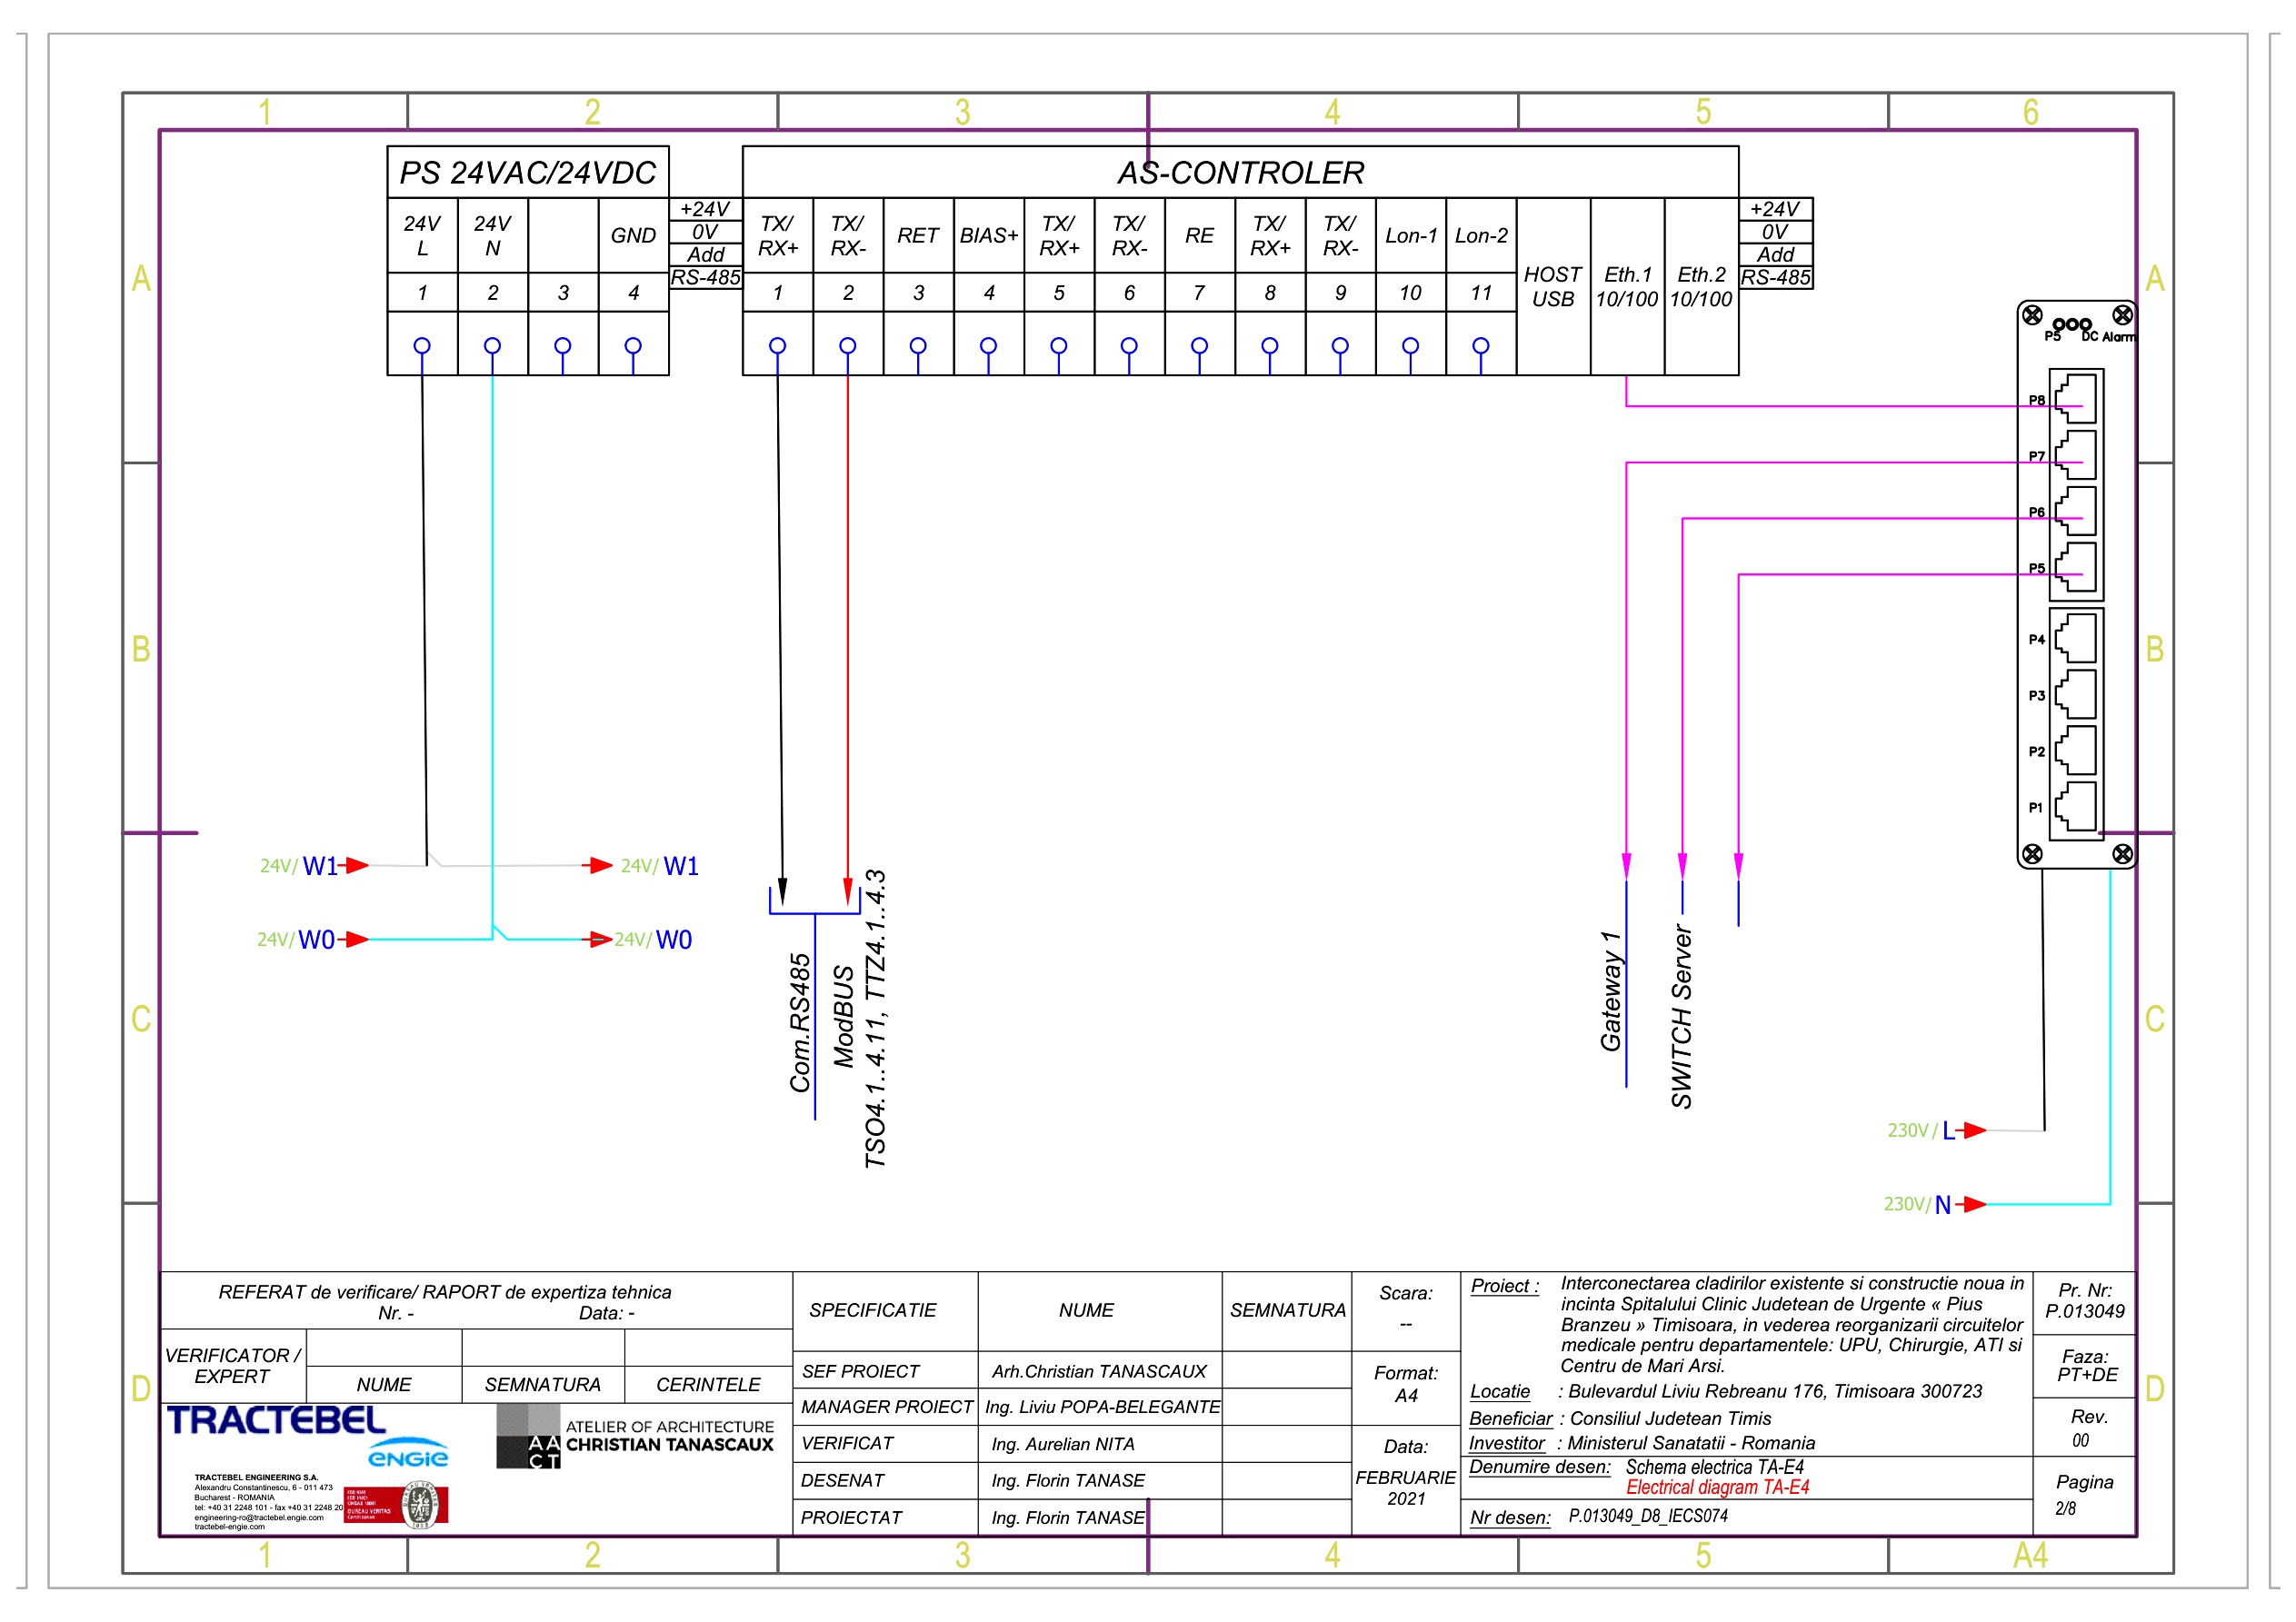 1 2 3 4 5 6
PS 24VAC/24VDC
AS-CONTROLER
24V
L
24V
N
GND
1 2 3 4
+24V
0V
Add
RS-485
TX/
RX+
TX/
RX-
RET
BIAS+
TX/
RX+
TX/
RX-
RE
TX/
RX+
TX/
RX-
Lon-1
Lon-2
1 2 3 4 5 6 7 8 9 10 11
HOST
USB
Eth.1
10/100
Eth.2
10/100
+24V
0V
Add
RS-485
A
A
P5 DC Alarm
P8
P7
P6
P5
P4
P3
P2
P1
B
B
24V/ W1
24V/ W1
24V/ W0
24V/ W0
Com.RS485
ModBUS
TSO4.1..4.11, TTZ4.1..4.3
Gateway 1
SWITCH Server
C
C
230V/ L
230V/ N
D
D
REFERAT de verificare/ RAPORT de expertiza tehnica
Nr. - Data: -
VERIFICATOR /
EXPERT
NUME
SEMNATURA
CERINTELE
TRACTEBEL
ENGIE
TRACTEBEL ENGINEERING S.A.
Alexandru Constantinescu, 6 - 011 473
Bucharest - ROMANIA
tel: +40 31 2248 101 - fax +40 31 2248 20
engineering-ro@tractebel.engie.com
tractebel-engie.com
BUREAU VERITAS
AA
CT
ATELIER OF ARCHITECTURE
CHRISTIAN TANASCAUX
SPECIFICATIE NUME SEMNATURA
SEF PROIECT Arh.Christian TANASCAUX
MANAGER PROIECT Ing. Liviu POPA-BELEGANTE
VERIFICAT Ing. Aurelian NITA
DESENAT Ing. Florin TANASE
PROIECTAT Ing. Florin TANASE
Scara:
--
Format:
A4
Data:
FEBRUARIE
2021
Proiect : Interconectarea cladirilor existente si constructie noua in
incinta Spitalului Clinic Judetean de Urgente « Pius
Branzeu » Timisoara, in vederea reorganizarii circuitelor
medicale pentru departamentele: UPU, Chirurgie, ATI si
Centru de Mari Arsi.
Locatie : Bulevardul Liviu Rebreanu 176, Timisoara 300723
Beneficiar : Consiliul Judetean Timis
Investitor : Ministerul Sanatatii - Romania
Denumire desen: Schema electrica TA-E4
Electrical diagram TA-E4
Nr desen: P.013049_D8_IECS074
Pr. Nr:
P.013049
Faza:
PT+DE
Rev.
00
Pagina
2/8
1 2 3 4 5 A4